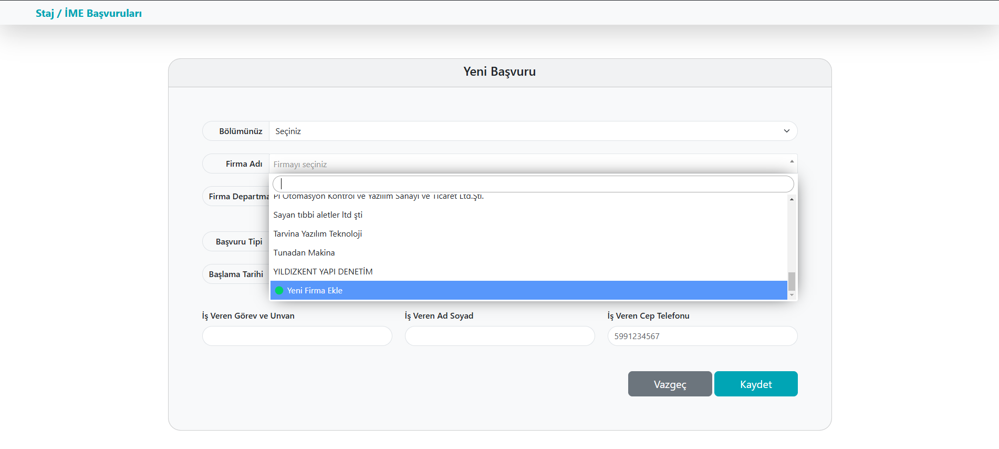 Staj / İME Başvuruları
Yeni Başvuru
Bölümünüz Seçiniz
Firma Adı Firmayı seçiniz
Firma Departma
Pi Otomasyon Kontrol ve Yazılım Sanayi ve Ticaret Ltd.Şti.
Sayan tıbbi aletler ltd şti
Tarvina Yazılım Teknoloji
Başvuru Tipi
Tunadan Makina
Başlama Tarihi
YILDIZKENT YAPI DENETİM
Yeni Firma Ekle
İş Veren Görev ve Unvan
İş Veren Ad Soyad
İş Veren Cep Telefonu
5991234567
Vazgeç
Kaydet